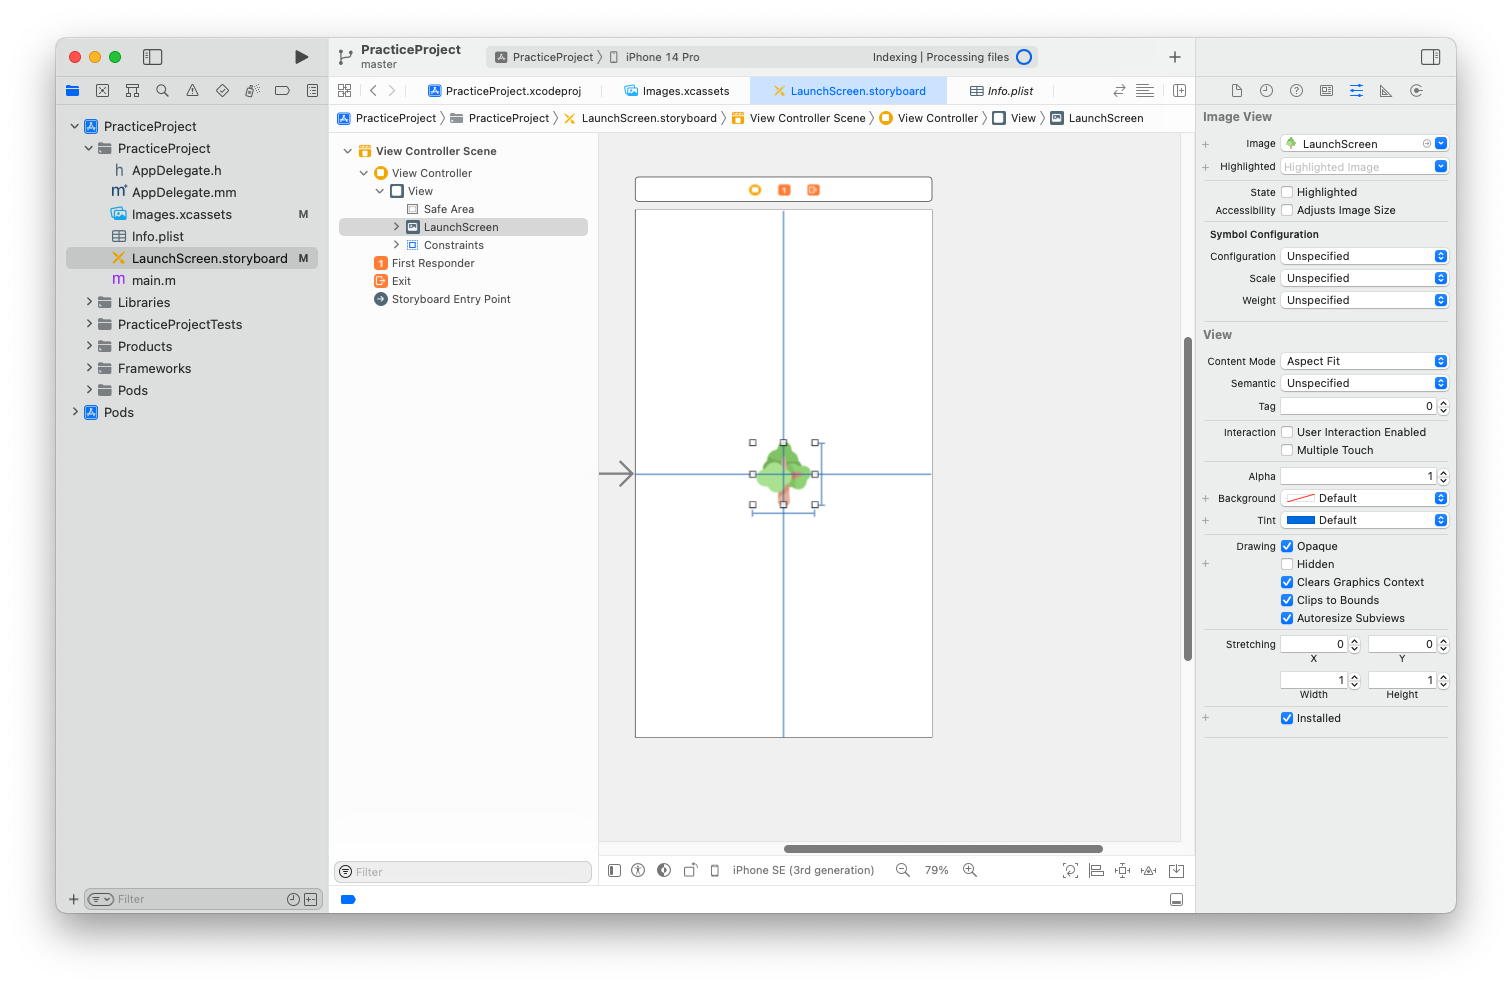 PracticeProject
master
PracticeProject
iPhone 14 Pro
Indexing | Processing files
PracticeProject.xcodeproj
Images.xcassets
LaunchScreen.storyboard
Info.plist
PracticeProject
PracticeProject
LaunchScreen.storyboard
View Controller Scene
View Controller
View
LaunchScreen
PracticeProject
PracticeProject
AppDelegate.h
AppDelegate.mm
Images.xcassets M
Info.plist
LaunchScreen.storyboard M
main.m
Libraries
PracticeProjectTests
Products
Frameworks
Pods
Pods
Filter
View Controller Scene
View Controller
View
Safe Area
LaunchScreen
Constraints
First Responder
Exit
Storyboard Entry Point
Filter
iPhone SE (3rd generation)
79%
Image View
Image LaunchScreen
Highlighted Highlighted Image
State Highlighted
Accessibility Adjusts Image Size
Symbol Configuration
Configuration Unspecified
Scale Unspecified
Weight Unspecified
View
Content Mode Aspect Fit
Semantic Unspecified
Tag 0
Interaction User Interaction Enabled
Multiple Touch
Alpha 1
Background Default
Tint Default
Drawing Opaque
Hidden
Clears Graphics Context
Clips to Bounds
Autoresize Subviews
Stretching 0 0
X Y
1 1
Width Height
Installed